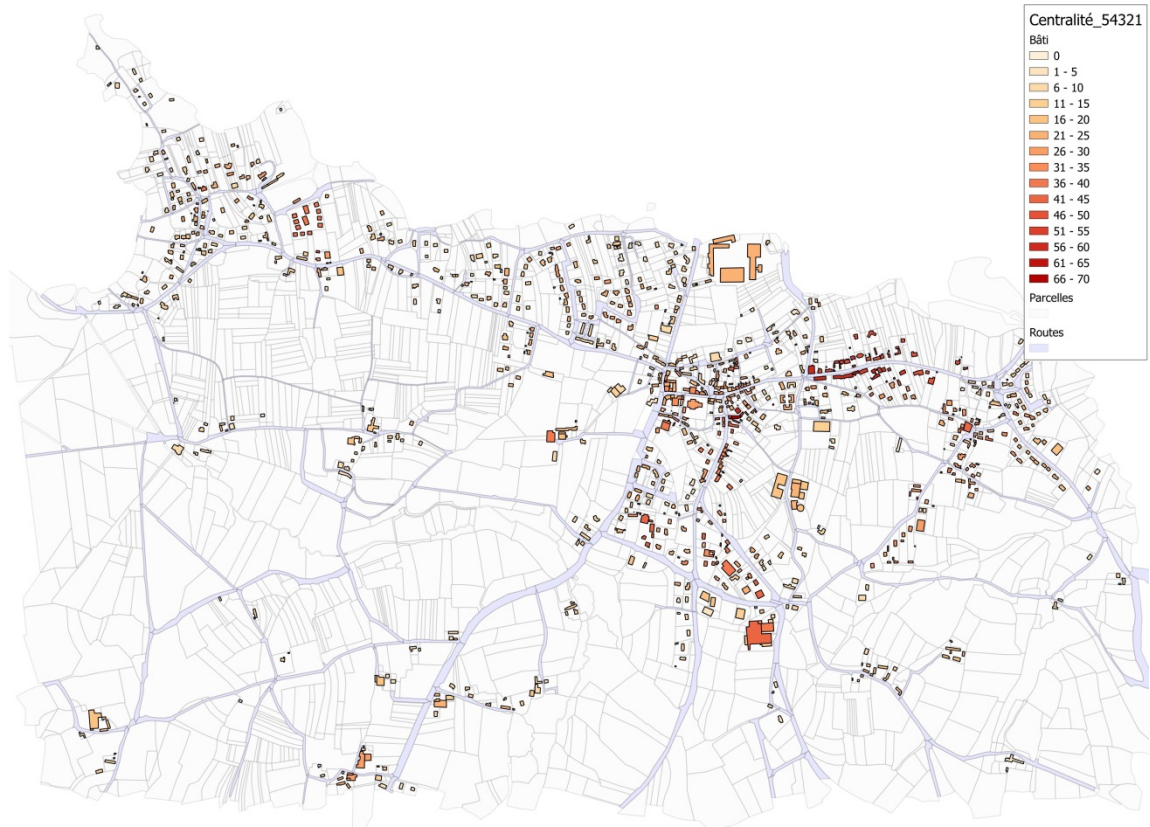 Centralité_54321
Bâti
0
1 - 5
6 - 10
11 - 15
16 - 20
21 - 25
26 - 30
31 - 35
36 - 40
41 - 45
46 - 50
51 - 55
56 - 60
61 - 65
66 - 70
Parcelles
Routes